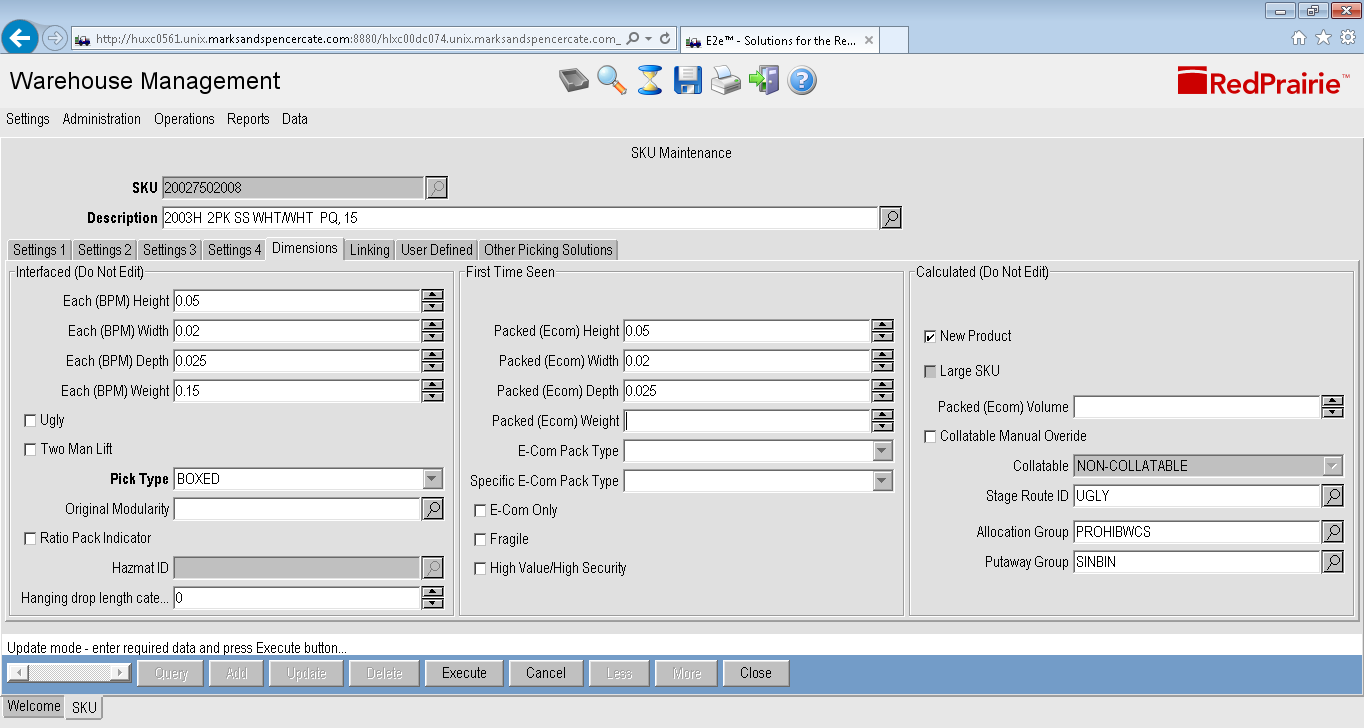 http://huxc0561.unix.marksandspencercate.com:8880/hlxc00dc074.unix.marksandspencercate.com_
E2e™ - Solutions for the Re...
Warehouse Management
RedPrairie™
Settings Administration Operations Reports Data
SKU Maintenance
SKU 20027502008
Description 2003H 2PK SS WHT/WHT PQ, 15
Settings 1 Settings 2 Settings 3 Settings 4 Dimensions Linking User Defined Other Picking Solutions
Interfaced (Do Not Edit)
Each (BPM) Height 0.05
Each (BPM) Width 0.02
Each (BPM) Depth 0.025
Each (BPM) Weight 0.15
Ugly
Two Man Lift
Pick Type BOXED
Original Modularity
Ratio Pack Indicator
Hazmat ID
Hanging drop length cate... 0
First Time Seen
Packed (Ecom) Height 0.05
Packed (Ecom) Width 0.02
Packed (Ecom) Depth 0.025
Packed (Ecom) Weight
E-Com Pack Type
Specific E-Com Pack Type
E-Com Only
Fragile
High Value/High Security
Calculated (Do Not Edit)
New Product
Large SKU
Packed (Ecom) Volume
Collatable Manual Overide
Collatable NON-COLLATABLE
Stage Route ID UGLY
Allocation Group PROHIBWCS
Putaway Group SINBIN
Update mode - enter required data and press Execute button...
Query Add Update Delete Execute Cancel Less More Close
Welcome SKU